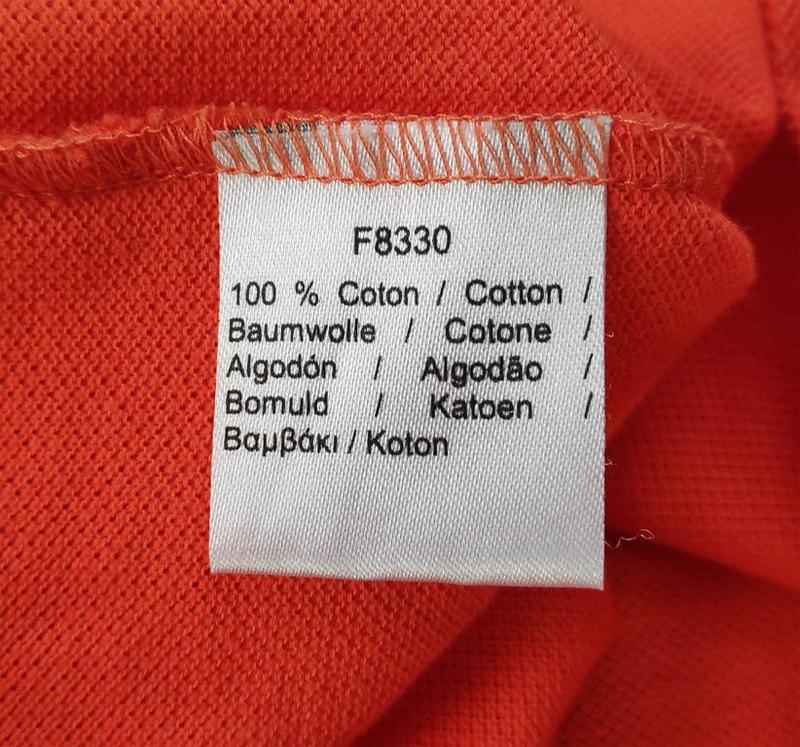 F8330
100 % Coton / Cotton /
Baumwolle / Cotone /
Algodón / Algodão /
Bomuld / Katoen /
Βαμβάκι / Koton